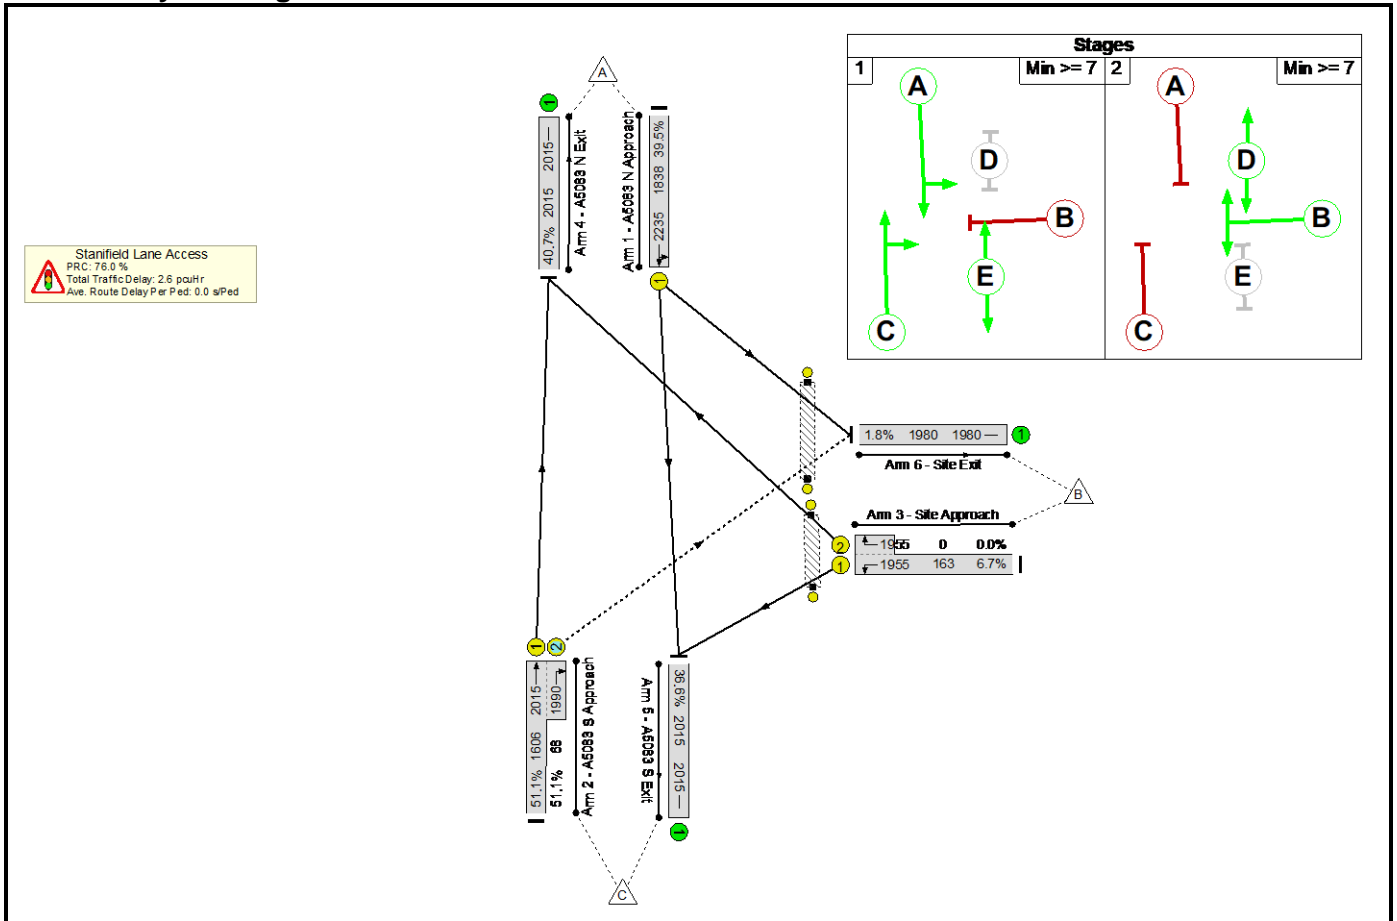 Stages
1
Min >= 7
2
Min >= 7
A
D
B
E
C
A
D
B
E
C
A
1
Arm 4 - A5083 N Exit
40.7% 2015 2015
Arm 1 - A5083 N Approach
2235 1838 39.5%
1
Stanifield Lane Access
PRC: 76.0 %
Total Traffic Delay: 2.6 pcuHr
Ave. Route Delay Per Ped: 0.0 s/Ped
1.8% 1980 1980
1
Arm 6 - Site Exit
B
Arm 3 - Site Approach
2
1955 0 0.0%
1
1955 163 6.7%
1
2
51.1% 1606 2015
51.1% 68 1990
Arm 2 - A5083 S Approach
Arm 5 - A5083 S Exit
36.6% 2015 2015
1
C